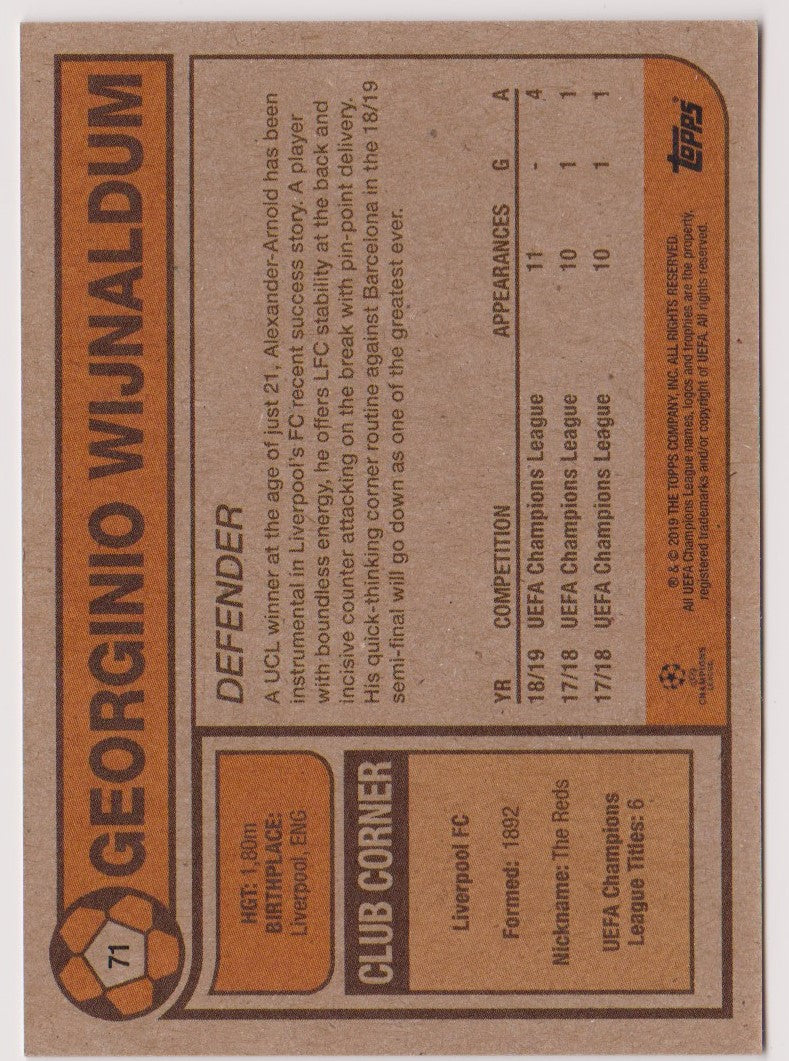 71
GEORGINIO WIJNALDUM
HGT: 1,80m
BIRTHPLACE:
Liverpool, ENG
CLUB CORNER
Liverpool FC
Formed: 1892
Nickname: The Reds
UEFA Champions
League Titles: 6
DEFENDER
A UCL winner at the age of just 21, Alexander-Arnold has been
instrumental in Liverpool's FC recent success story. A player
with boundless energy, he offers LFC stability at the back and
incisive counter attacking on the break with pin-point delivery.
His quick-thinking corner routine against Barcelona in the 18/19
semi-final will go down as one of the greatest ever.
YR COMPETITION APPEARANCES G A
18/19 UEFA Champions League 11 - 4
17/18 UEFA Champions League 10 1 1
17/18 UEFA Champions League 10 1 1
UEFA
CHAMPIONS
LEAGUE
® & © 2019 THE TOPPS COMPANY, INC. ALL RIGHTS RESERVED.
All UEFA Champions League names, logos and trophies are the property,
registered trademarks and/or copyright of UEFA. All rights reserved.
topps